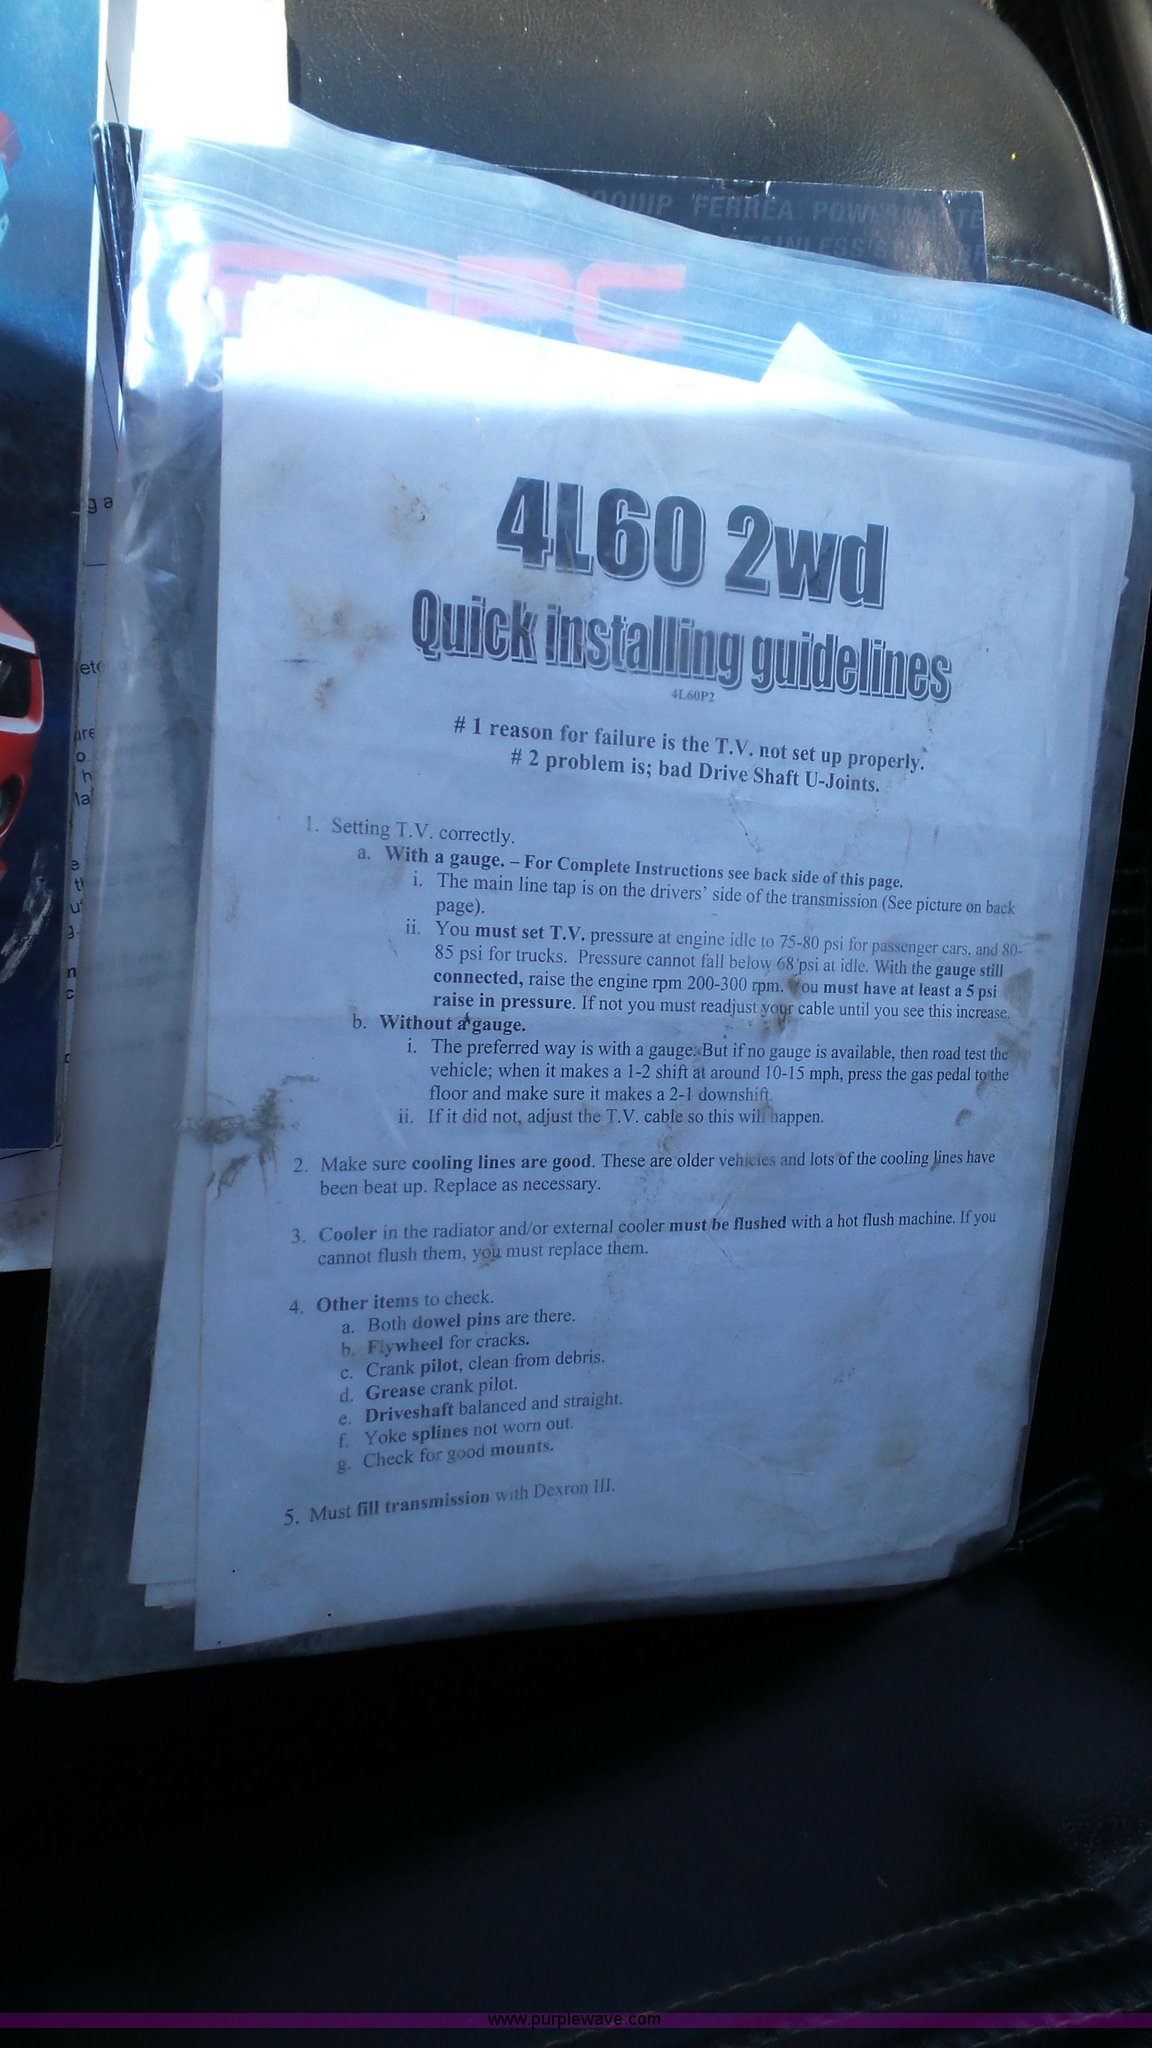 QUIP FERREA POWERMASTE
STAINLESS
PC
g a
etc
4L60 2wd
Quick installing guidelines
4L60P2
# 1 reason for failure is the T.V. not set up properly.
# 2 problem is; bad Drive Shaft U-Joints.
1. Setting T.V. correctly.
a. With a gauge. – For Complete Instructions see back side of this page.
i. The main line tap is on the drivers' side of the transmission (See picture on back
page).
ii. You must set T.V. pressure at engine idle to 75-80 psi for passenger cars, and 80-
85 psi for trucks. Pressure cannot fall below 68 psi at idle. With the gauge still
connected, raise the engine rpm 200-300 rpm. You must have at least a 5 psi
raise in pressure. If not you must readjust your cable until you see this increase.
b. Without a gauge.
i. The preferred way is with a gauge. But if no gauge is available, then road test the
vehicle; when it makes a 1-2 shift at around 10-15 mph, press the gas pedal to the
floor and make sure it makes a 2-1 downshift.
ii. If it did not, adjust the T.V. cable so this will happen.
2. Make sure cooling lines are good. These are older vehicles and lots of the cooling lines have
been beat up. Replace as necessary.
3. Cooler in the radiator and/or external cooler must be flushed with a hot flush machine. If you
cannot flush them, you must replace them.
4. Other items to check.
a. Both dowel pins are there.
b. Flywheel for cracks.
c. Crank pilot, clean from debris.
d. Grease crank pilot.
e. Driveshaft balanced and straight.
f. Yoke splines not worn out.
g. Check for good mounts.
5. Must fill transmission with Dexron III.
www.purplewave.com